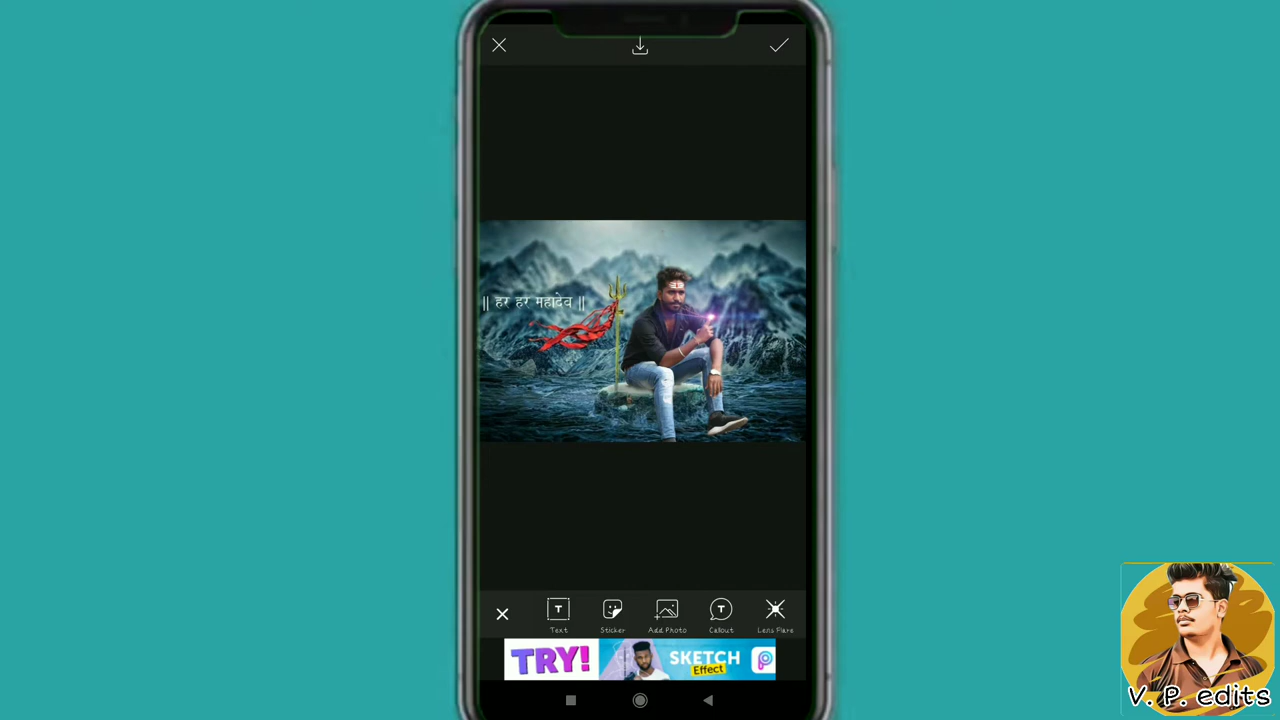 || हर हर महादेव ||
Text
Sticker
Add Photo
Callout
Lens Flare
TRY!
SKETCH
Effect
V. P. edits